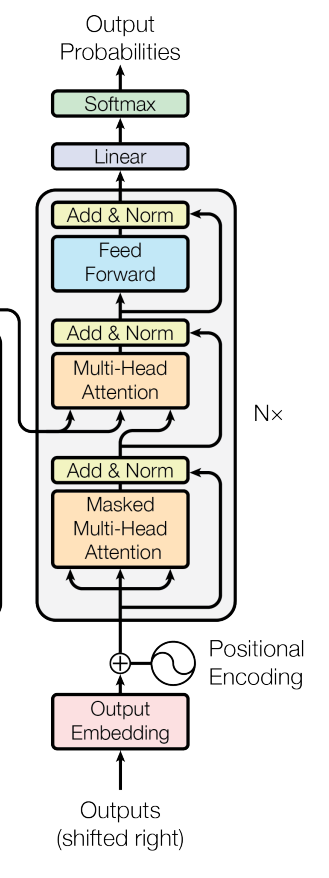 Output
Probabilities
Softmax
Linear
Add & Norm
Feed
Forward
Add & Norm
Multi-Head
Attention
N×
Add & Norm
Masked
Multi-Head
Attention
Positional
Encoding
Output
Embedding
Outputs
(shifted right)